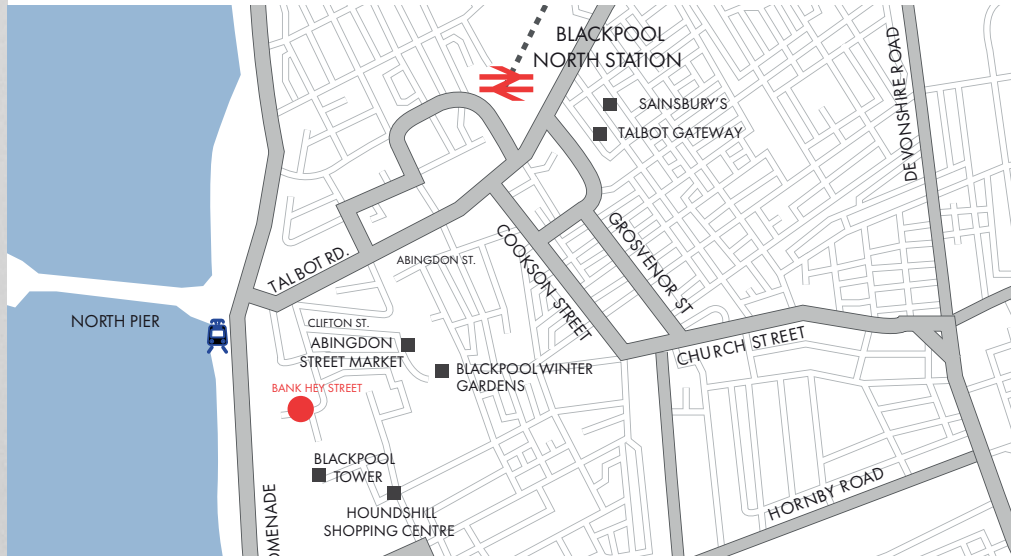 BLACKPOOL
NORTH STATION
SAINSBURY'S
TALBOT GATEWAY
DEVONSHIRE ROAD
GROSVENOR ST
COOKSON STREET
TALBOT RD.
ABINGDON ST.
NORTH PIER
CLIFTON ST.
ABINGDON
STREET MARKET
CHURCH STREET
BLACKPOOL WINTER
GARDENS
BANK HEY STREET
BLACKPOOL
TOWER
HOUNDSHILL
SHOPPING CENTRE
HORNBY ROAD
OMENADE